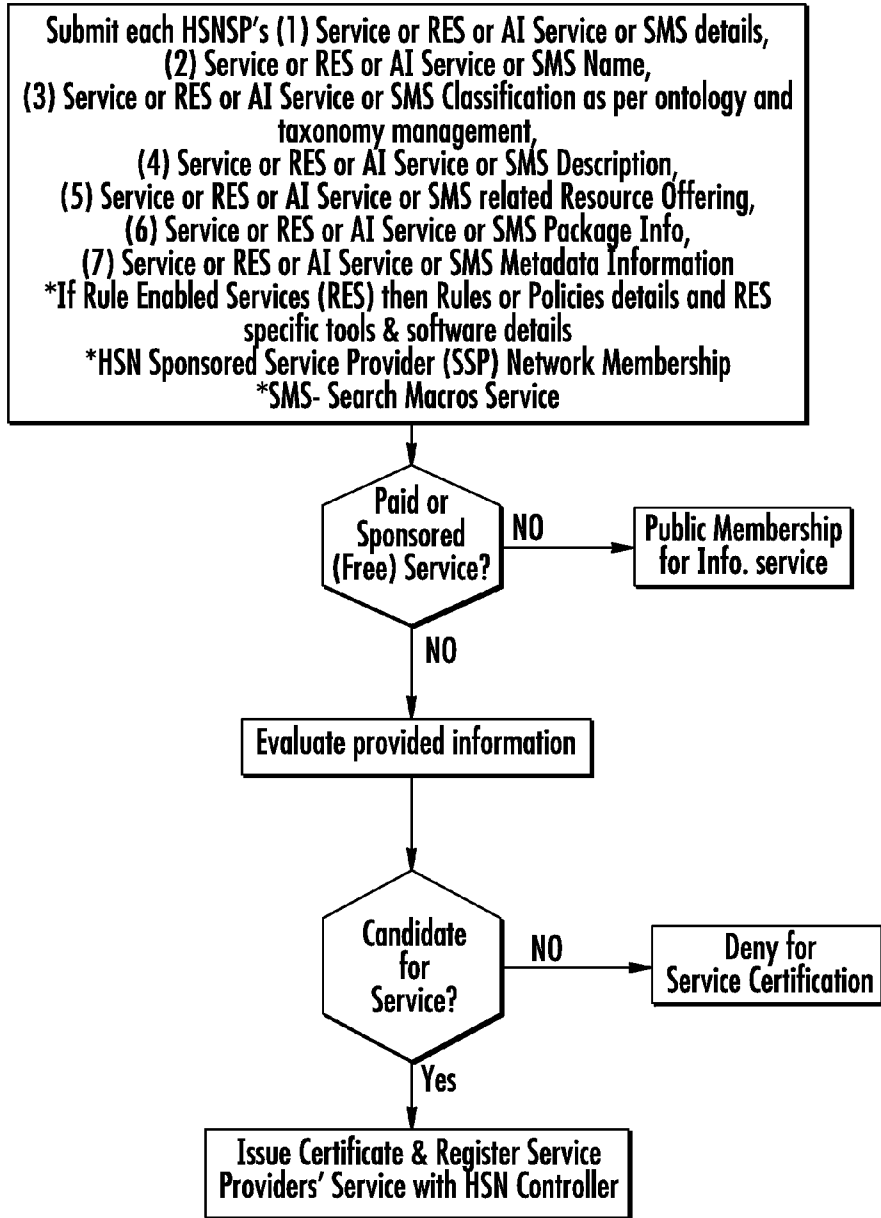 Submit each HSNSP's (1) Service or RES or AI Service or SMS details,
(2) Service or RES or AI Service or SMS Name,
(3) Service or RES or AI Service or SMS Classification as per ontology and
taxonomy management,
(4) Service or RES or AI Service or SMS Description,
(5) Service or RES or AI Service or SMS related Resource Offering,
(6) Service or RES or AI Service or SMS Package Info,
(7) Service or RES or AI Service or SMS Metadata Information
*If Rule Enabled Services (RES) then Rules or Policies details and RES
specific tools & software details
*HSN Sponsored Service Provider (SSP) Network Membership
*SMS- Search Macros Service
Paid or
Sponsored
(Free) Service?
NO
Public Membership
for Info. service
NO
Evaluate provided information
Candidate
for
Service?
NO
Deny for
Service Certification
Yes
Issue Certificate & Register Service
Providers' Service with HSN Controller